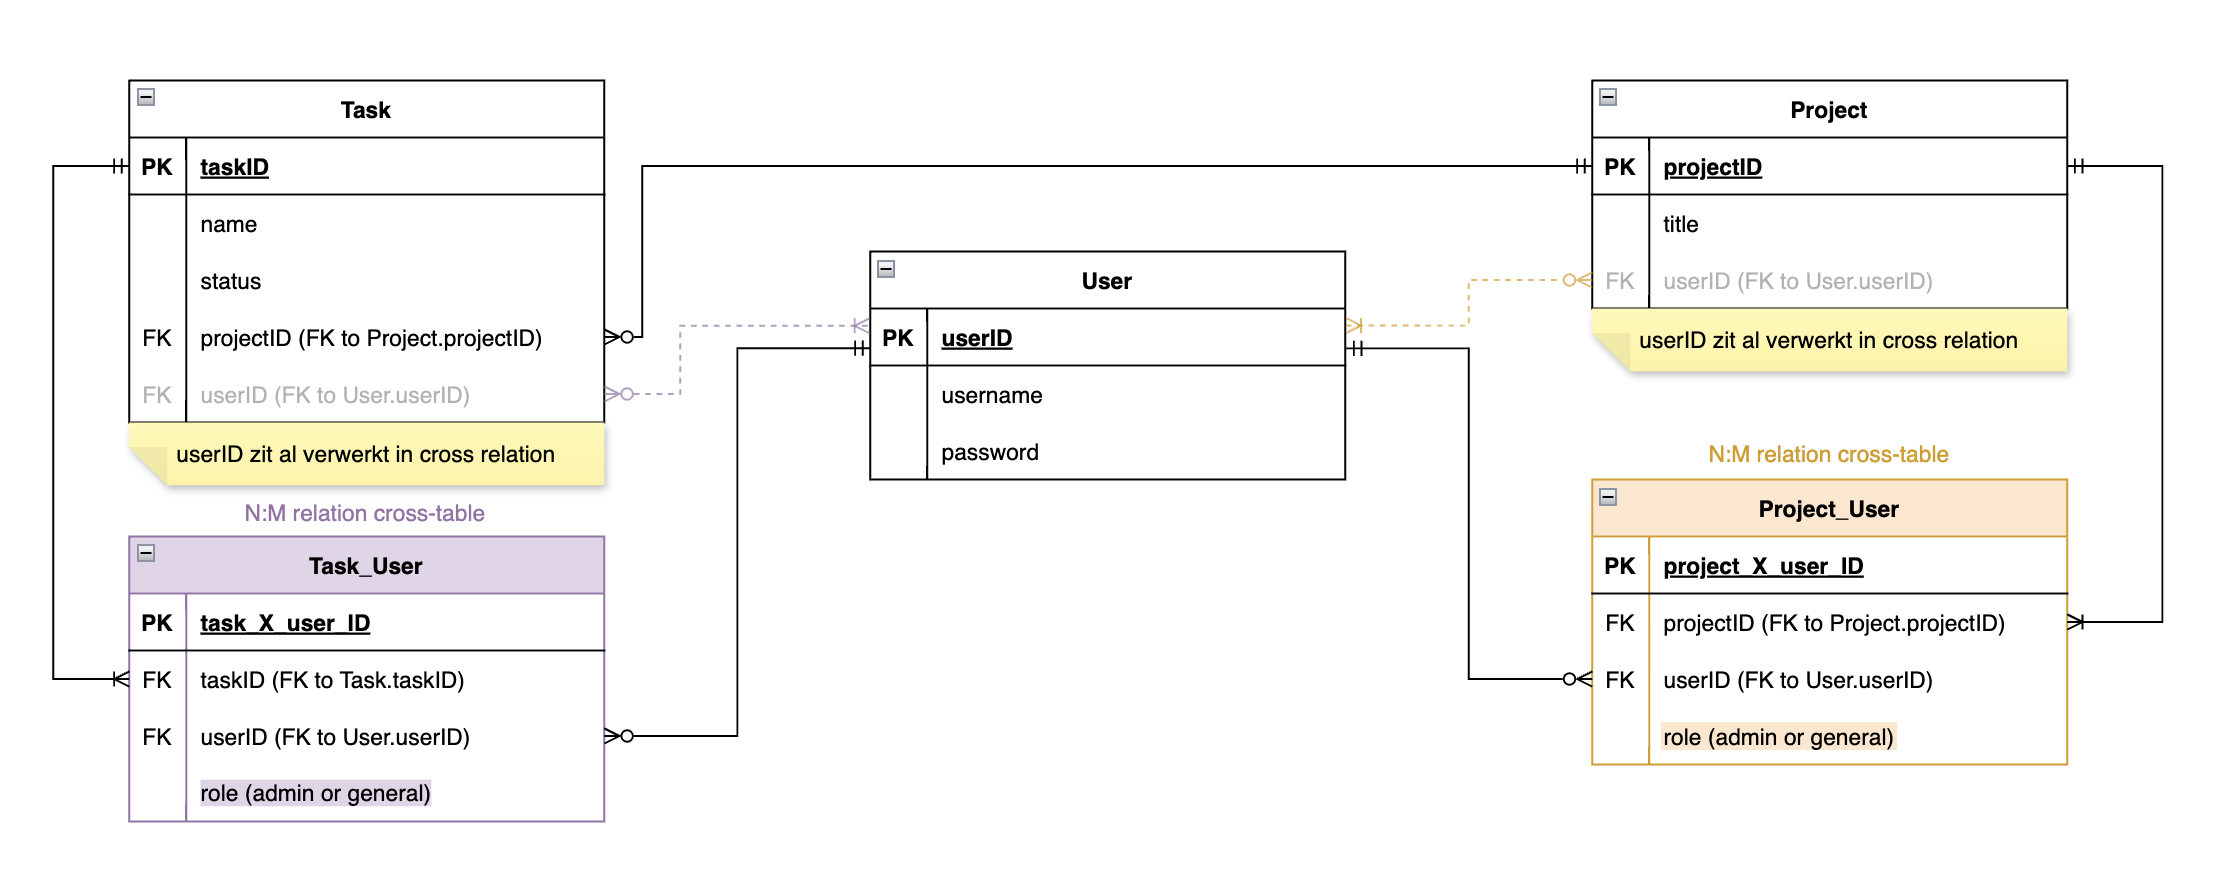 Task
PK taskID
name
status
FK projectID (FK to Project.projectID)
FK userID (FK to User.userID)
userID zit al verwerkt in cross relation
N:M relation cross-table
Task_User
PK task_X_user_ID
FK taskID (FK to Task.taskID)
FK userID (FK to User.userID)
role (admin or general)
User
PK userID
username
password
Project
PK projectID
title
FK userID (FK to User.userID)
userID zit al verwerkt in cross relation
N:M relation cross-table
Project_User
PK project_X_user_ID
FK projectID (FK to Project.projectID)
FK userID (FK to User.userID)
role (admin or general)